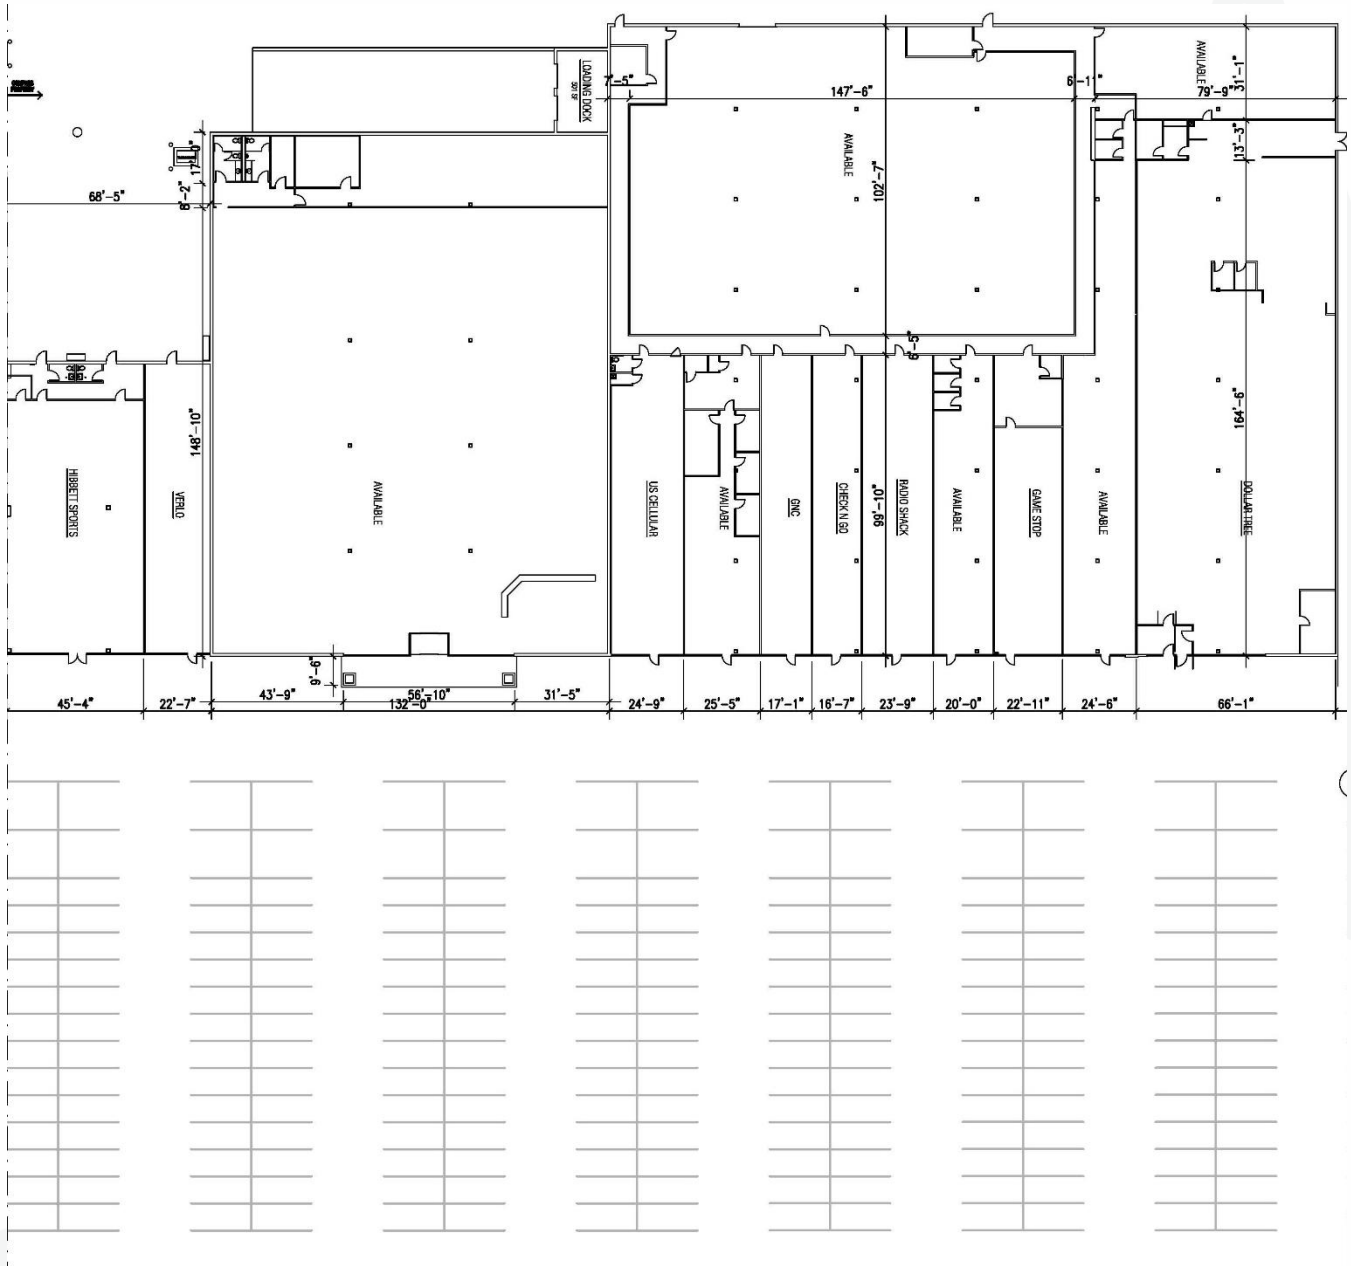 LOADING DOCK
7'-5"
147'-6"
6'-11"
AVAILABLE
79'-9"
31'-1"
17'-0"
8'-2"
68'-5"
AVAILABLE
102'-7"
13'-3"
6'-5"
148'-10"
164'-6"
HIBBETT SPORTS
VERLO
AVAILABLE
US CELLULAR
AVAILABLE
GNC
CHECK N GO
99'-10"
RADIO SHACK
AVAILABLE
GAME STOP
AVAILABLE
DOLLAR TREE
9'-6"
45'-4"
22'-7"
43'-9"
56'-10"
31'-5"
132'-0"
24'-9"
25'-5"
17'-1"
16'-7"
23'-9"
20'-0"
22'-11"
24'-6"
66'-1"